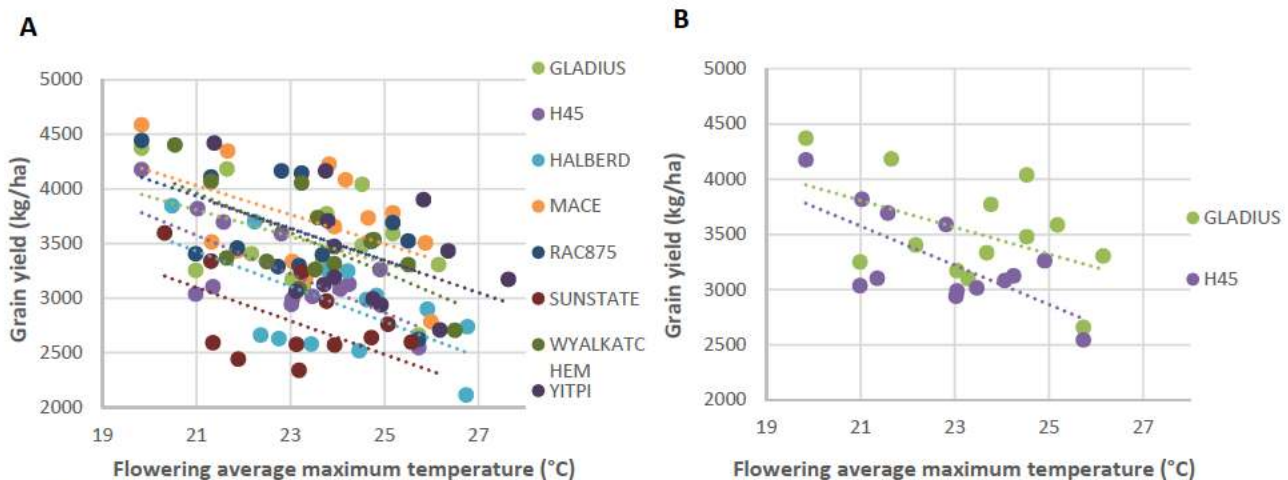 A
5000
4500
4000
3500
3000
2500
2000
Grain yield (kg/ha)
19 21 23 25 27
Flowering average maximum temperature (°C)
GLADIUS
H45
HALBERD
MACE
RAC875
SUNSTATE
WYALKATC
HEM
YITPI
B
5000
4500
4000
3500
3000
2500
2000
Grain yield (kg/ha)
19 21 23 25 27
Flowering average maximum temperature (°C)
GLADIUS
H45